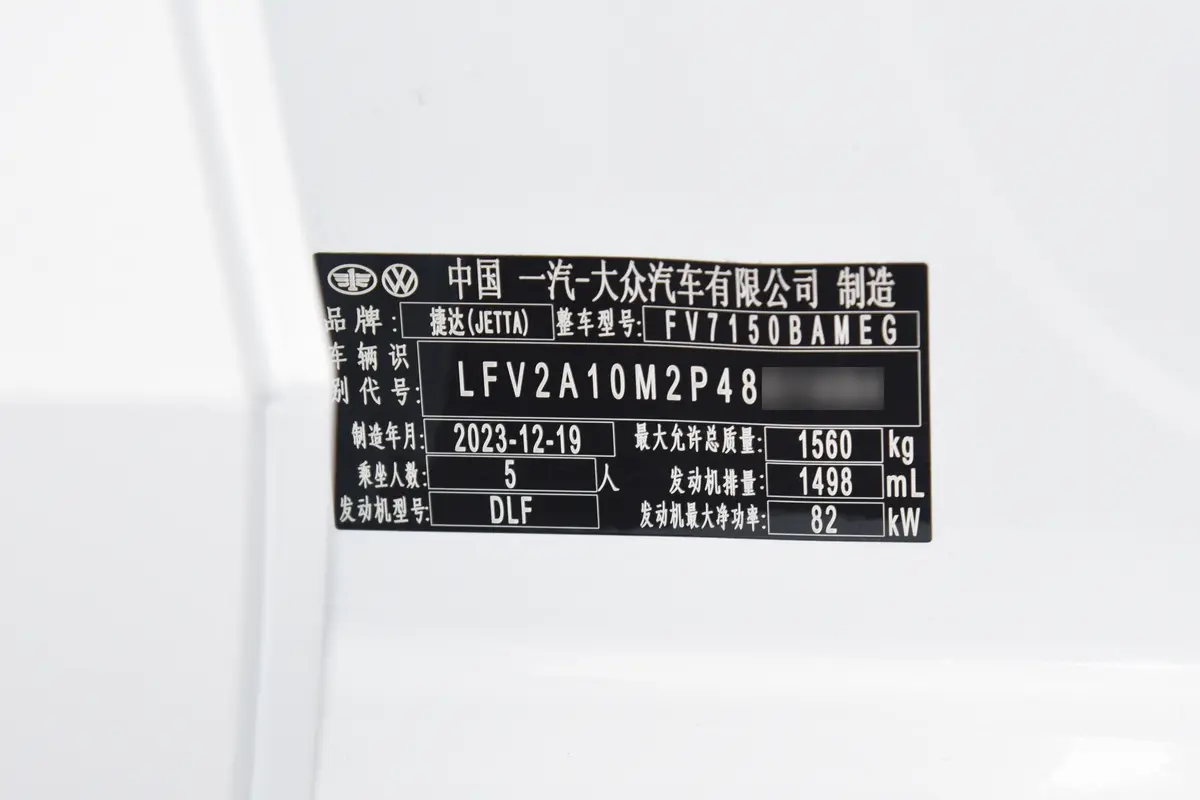 中国 一汽-大众汽车有限公司 制造
品牌: 捷达(JETTA) 整车型号: FV7150BAMEG
车辆识
别代号: LFV2A10M2P48
制造年月: 2023-12-19 最大允许总质量: 1560 kg
乘坐人数: 5 人 发动机排量: 1498 mL
发动机型号: DLF 发动机最大净功率: 82 kW